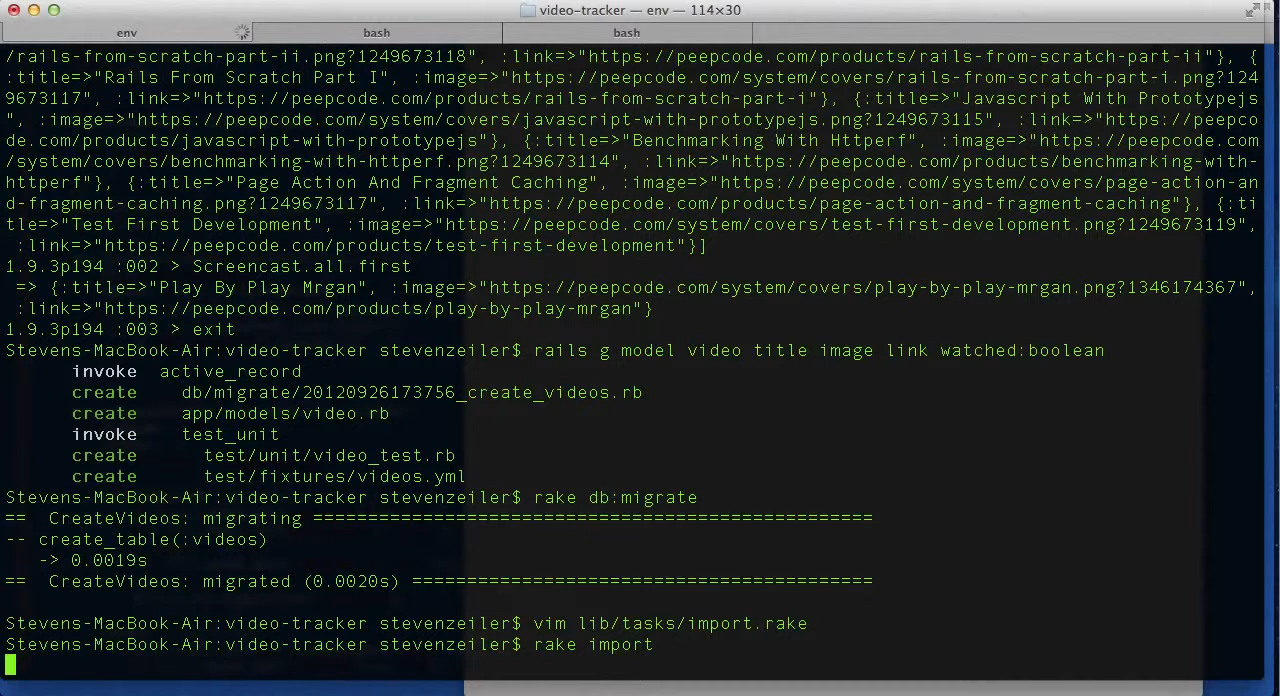 video-tracker — env — 114×30
env bash bash
/rails-from-scratch-part-ii.png?1249673118", :link=>"https://peepcode.com/products/rails-from-scratch-part-ii"}, {
:title=>"Rails From Scratch Part I", :image=>"https://peepcode.com/system/covers/rails-from-scratch-part-i.png?124
9673117", :link=>"https://peepcode.com/products/rails-from-scratch-part-i"}, {:title=>"Javascript With Prototypejs
", :image=>"https://peepcode.com/system/covers/javascript-with-prototypejs.png?1249673115", :link=>"https://peepco
de.com/products/javascript-with-prototypejs"}, {:title=>"Benchmarking With Httperf", :image=>"https://peepcode.com
/system/covers/benchmarking-with-httperf.png?1249673114", :link=>"https://peepcode.com/products/benchmarking-with-
httperf"}, {:title=>"Page Action And Fragment Caching", :image=>"https://peepcode.com/system/covers/page-action-an
d-fragment-caching.png?1249673117", :link=>"https://peepcode.com/products/page-action-and-fragment-caching"}, {:ti
tle=>"Test First Development", :image=>"https://peepcode.com/system/covers/test-first-development.png?1249673119",
:link=>"https://peepcode.com/products/test-first-development"}]
1.9.3p194 :002 > Screencast.all.first
=> {:title=>"Play By Play Mrgan", :image=>"https://peepcode.com/system/covers/play-by-play-mrgan.png?1346174367",
:link=>"https://peepcode.com/products/play-by-play-mrgan"}
1.9.3p194 :003 > exit
Stevens-MacBook-Air:video-tracker stevenzeiler$ rails g model video title image link watched:boolean
invoke active_record
create db/migrate/20120926173756_create_videos.rb
create app/models/video.rb
invoke test_unit
create test/unit/video_test.rb
create test/fixtures/videos.yml
Stevens-MacBook-Air:video-tracker stevenzeiler$ rake db:migrate
== CreateVideos: migrating ===================================================
-- create_table(:videos)
-> 0.0019s
== CreateVideos: migrated (0.0020s) ==========================================
Stevens-MacBook-Air:video-tracker stevenzeiler$ vim lib/tasks/import.rake
Stevens-MacBook-Air:video-tracker stevenzeiler$ rake import